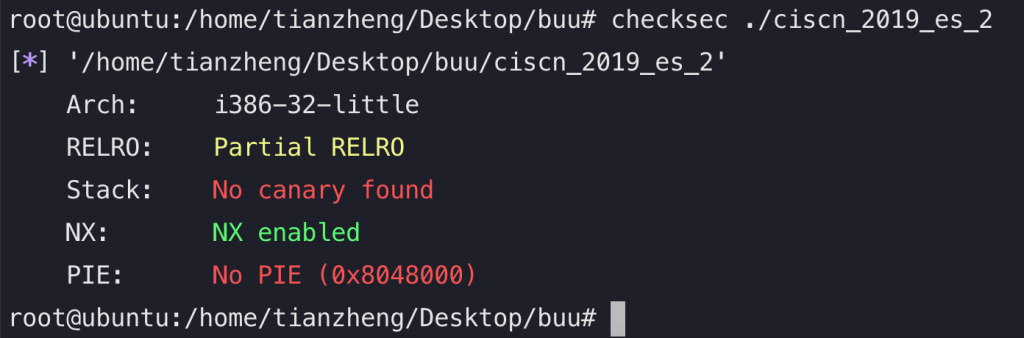 root@ubuntu:/home/tianzheng/Desktop/buu# checksec ./ciscn_2019_es_2
[*] '/home/tianzheng/Desktop/buu/ciscn_2019_es_2'
    Arch:     i386-32-little
    RELRO:    Partial RELRO
    Stack:    No canary found
    NX:       NX enabled
    PIE:      No PIE (0x8048000)
root@ubuntu:/home/tianzheng/Desktop/buu#